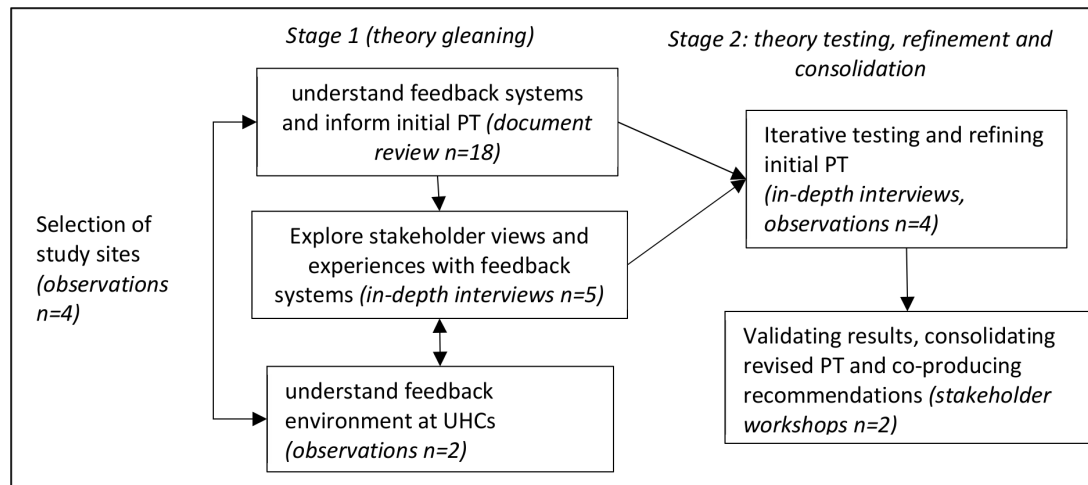 Stage 1 (theory gleaning)
Stage 2: theory testing, refinement and
consolidation
understand feedback systems
and inform initial PT (document
review n=18)
Selection of
study sites
(observations
n=4)
Explore stakeholder views and
experiences with feedback
systems (in-depth interviews n=5)
understand feedback
environment at UHCs
(observations n=2)
Iterative testing and refining
initial PT
(in-depth interviews,
observations n=4)
Validating results, consolidating
revised PT and co-producing
recommendations (stakeholder
workshops n=2)